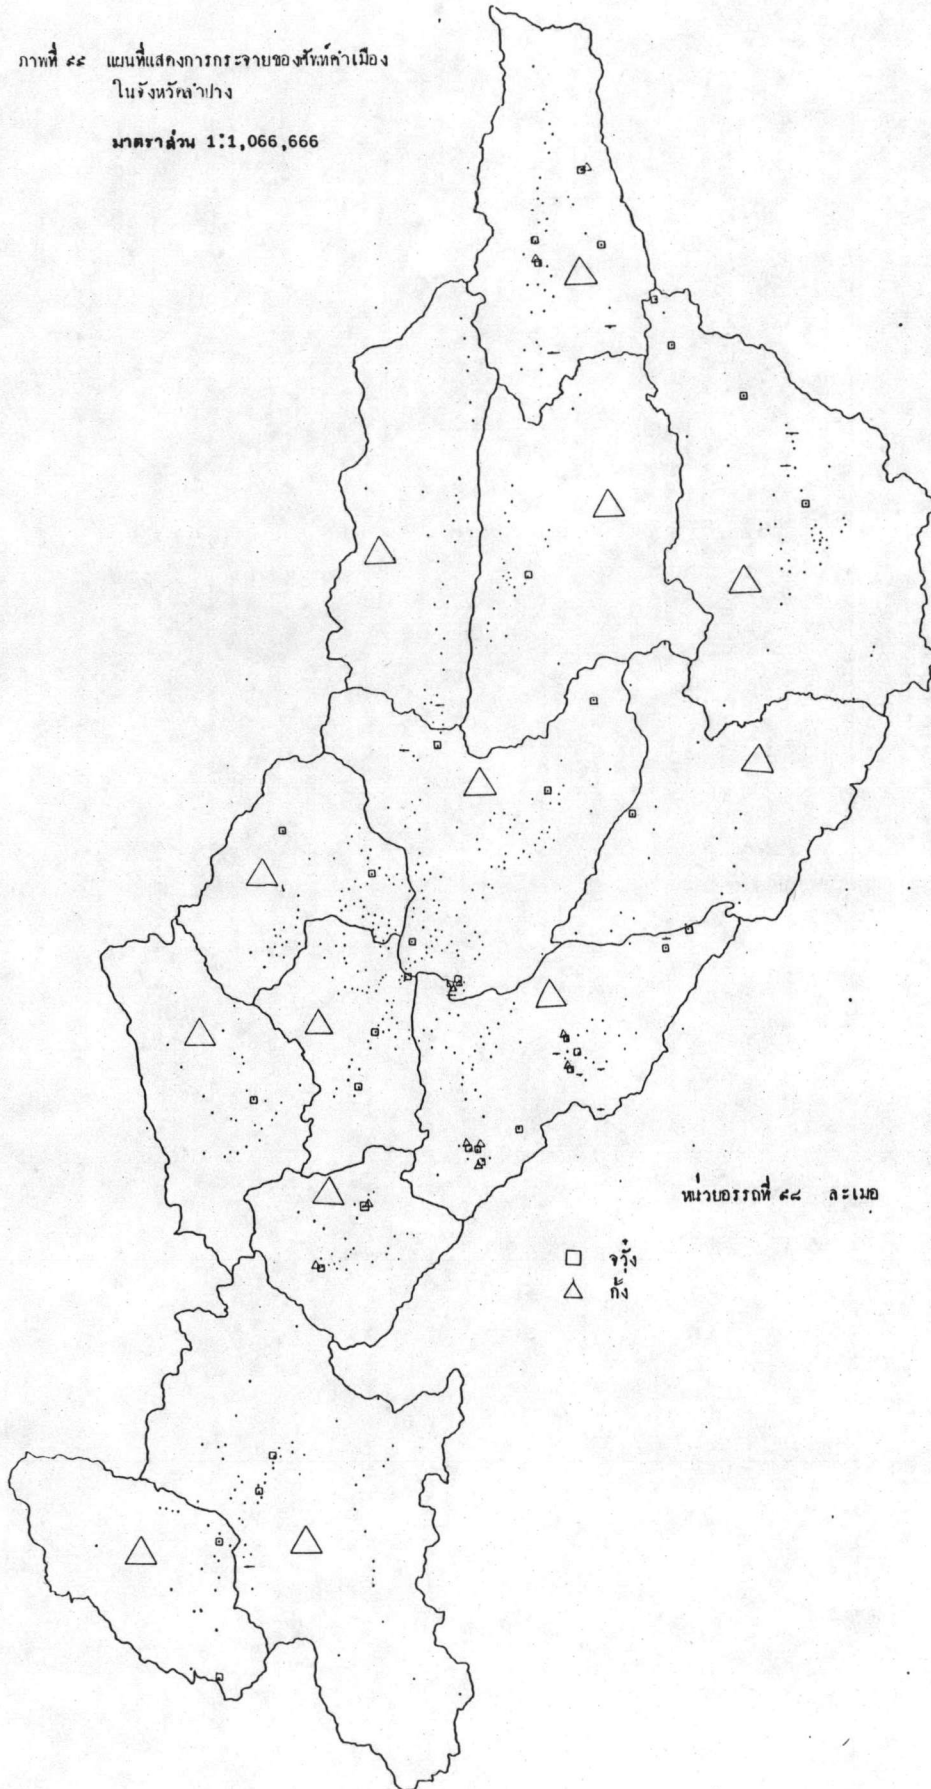 ภาพที่ ๙๙ แผนที่แสดงการกระจายของศัพท์คำเมือง
ในจังหวัดลำปาง
มาตราส่วน 1:1,066,666
หน่วยอรรถที่ ๙๘ ละเมอ
จวั๋ง
กั๋ง